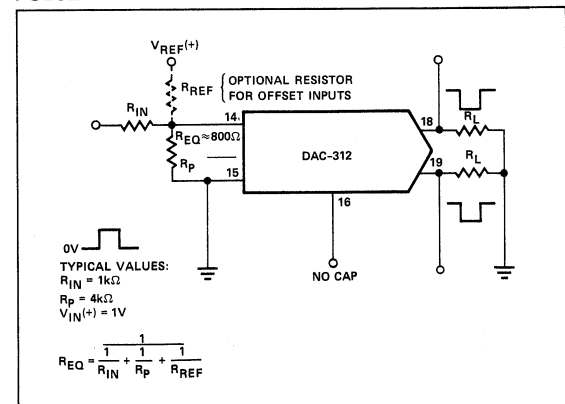 VREF(+)
RREF { OPTIONAL RESISTOR
FOR OFFSET INPUTS
RIN
14
REQ≈800Ω
RP
15
DAC-312
16
NO CAP
18
RL
19
RL
0V
TYPICAL VALUES:
RIN = 1kΩ
RP = 4kΩ
VIN(+) = 1V
REQ = 1 / (1/RIN + 1/RP + 1/RREF)